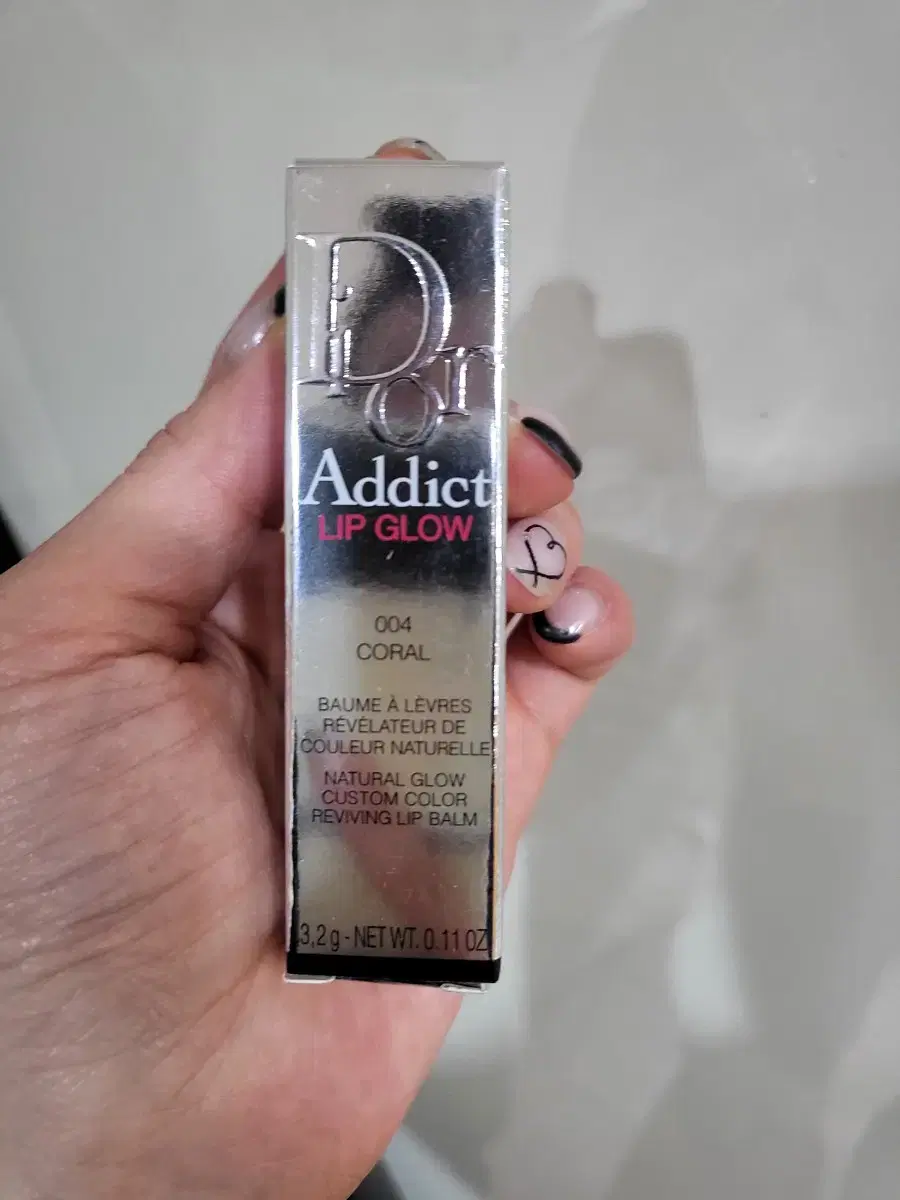 Dior
Addict
LIP GLOW
004
CORAL
BAUME À LÈVRES
RÉVÉLATEUR DE
COULEUR NATURELLE
NATURAL GLOW
CUSTOM COLOR
REVIVING LIP BALM
3,2 g - NET WT. 0.11 OZ